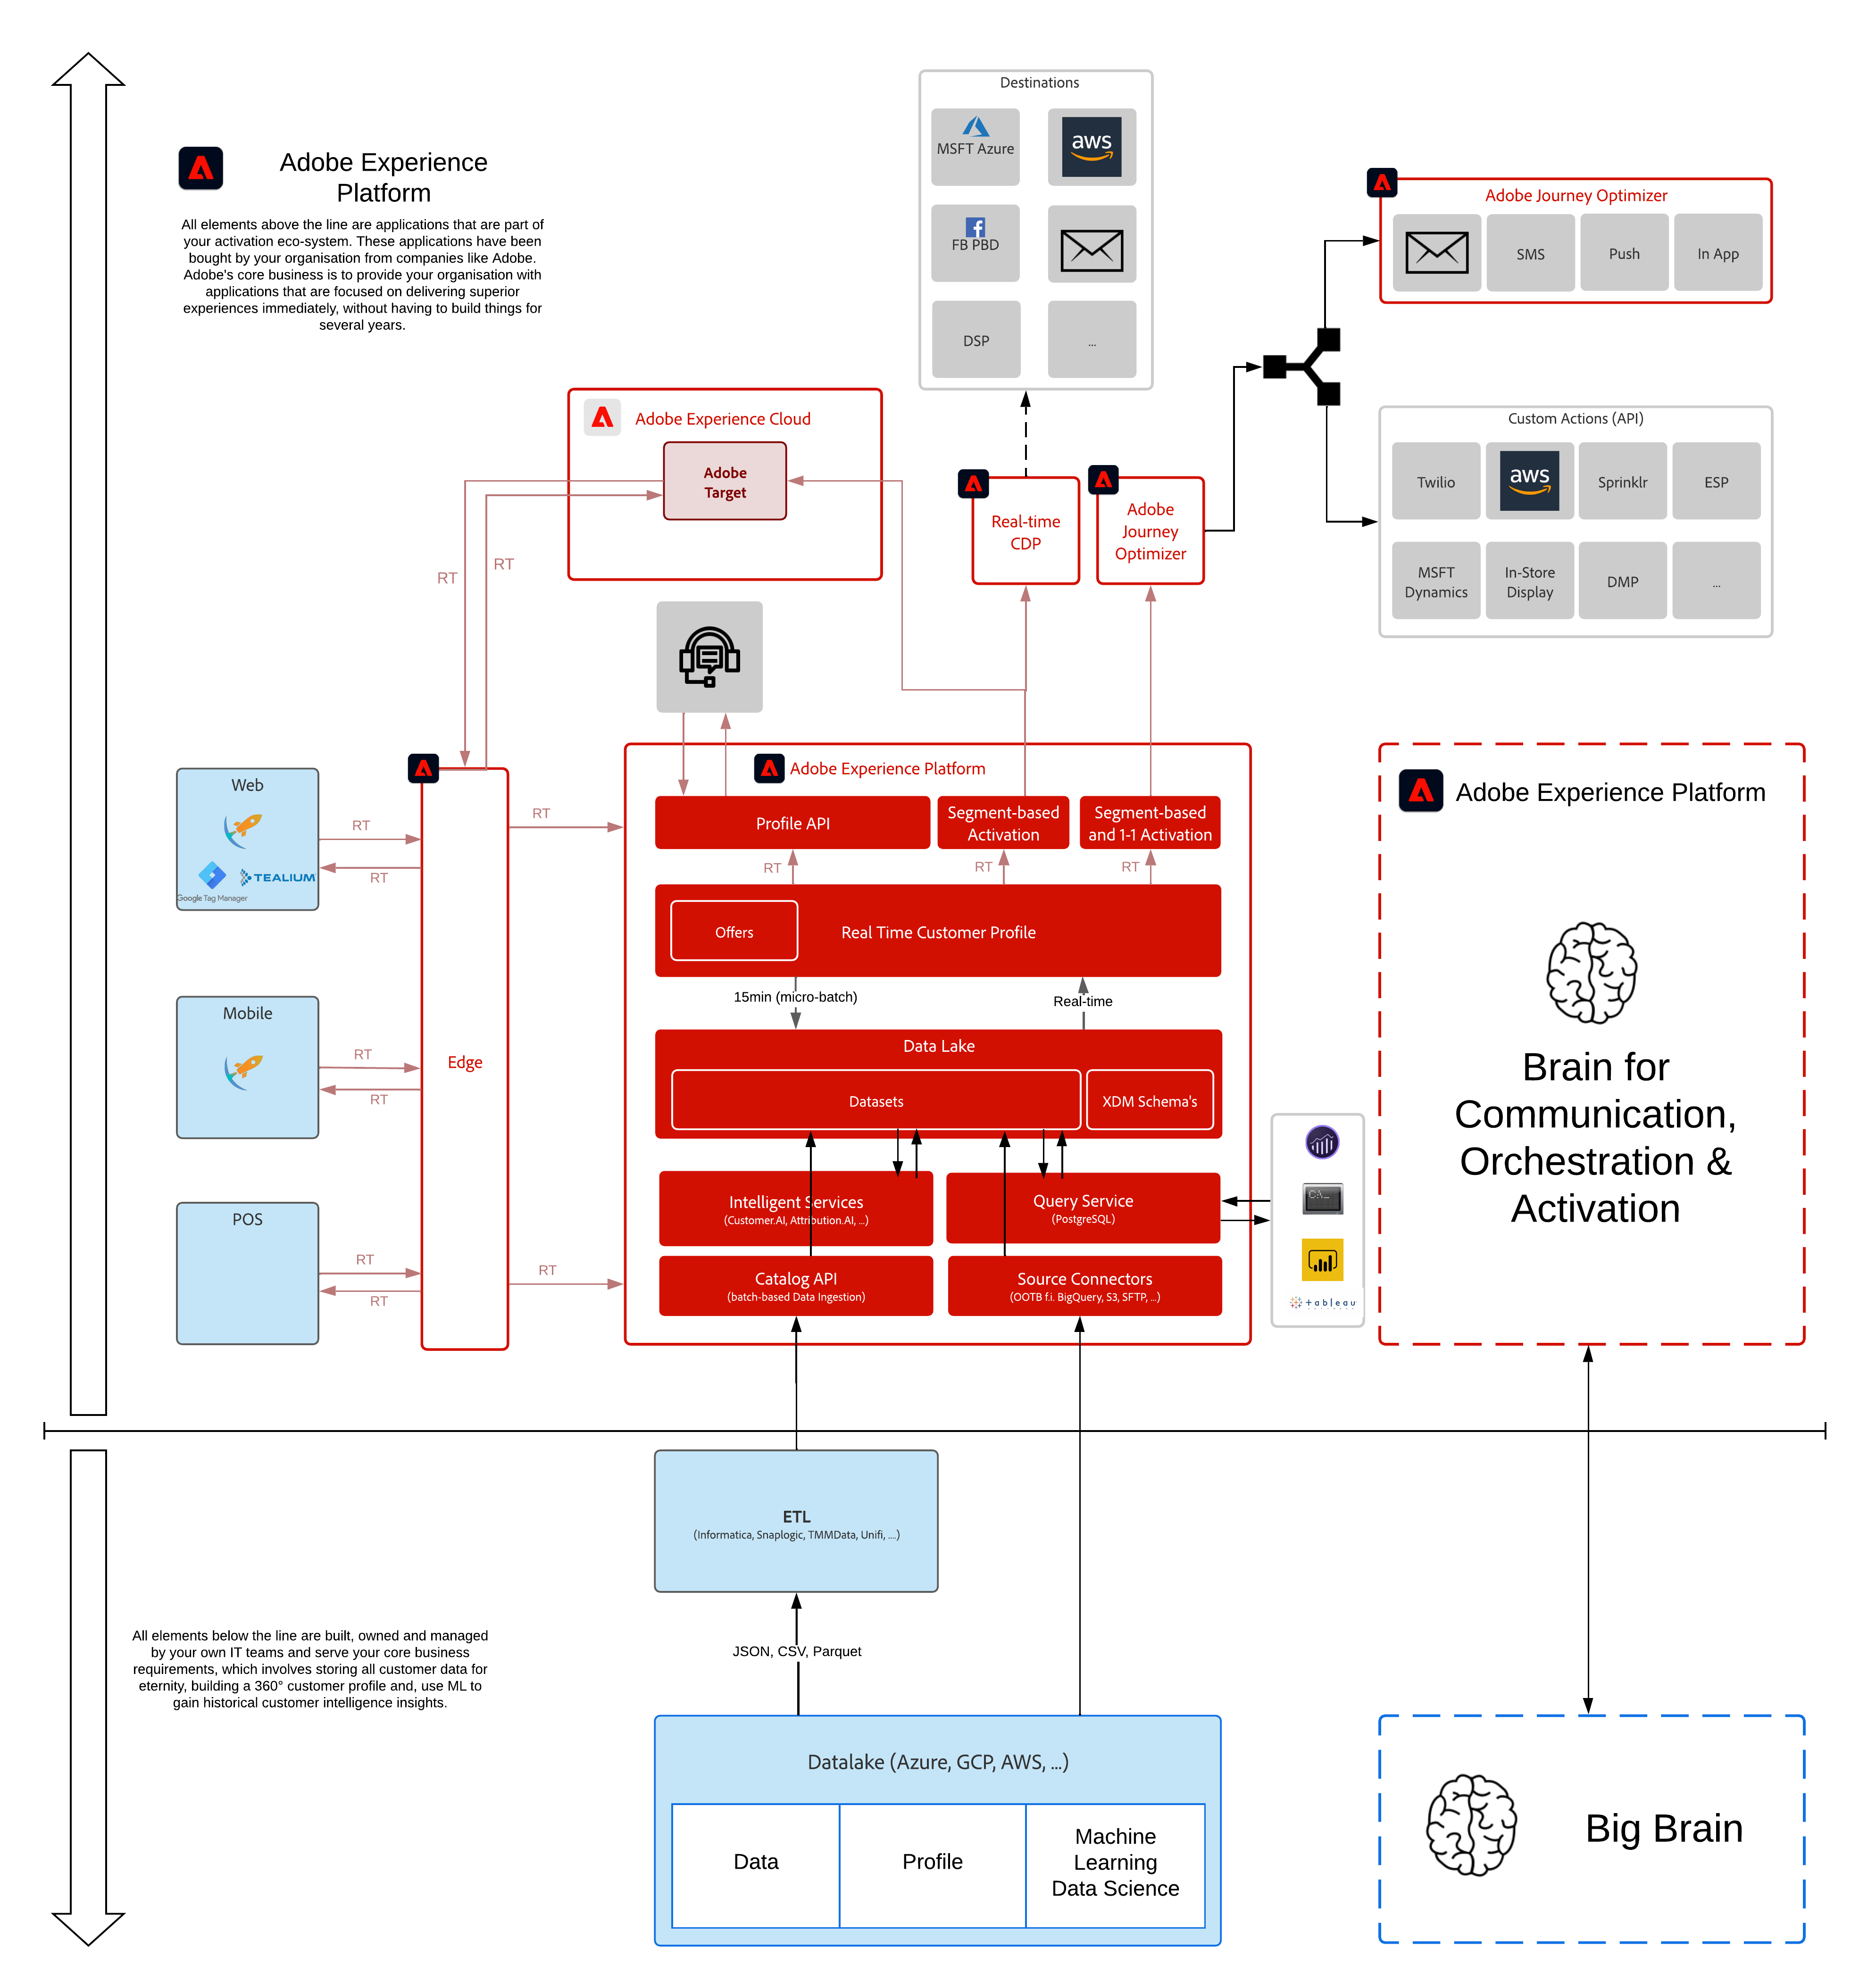 Adobe Experience
Platform
All elements above the line are applications that are part of
your activation eco-system. These applications have been
bought by your organisation from companies like Adobe.
Adobe's core business is to provide your organisation with
applications that are focused on delivering superior
experiences immediately, without having to build things for
several years.
Destinations
MSFT Azure
aws
FB PBD
DSP
...
Adobe Journey Optimizer
SMS
Push
In App
Custom Actions (API)
Twilio
aws
Sprinklr
ESP
MSFT
Dynamics
In-Store
Display
DMP
...
Adobe Experience Cloud
Adobe
Target
Real-time
CDP
Adobe
Journey
Optimizer
RT
RT
Web
Google Tag Manager
TEALIUM
RT
RT
Mobile
RT
RT
POS
RT
RT
Edge
RT
RT
Adobe Experience Platform
Profile API
Segment-based
Activation
Segment-based
and 1-1 Activation
RT
RT
RT
Offers
Real Time Customer Profile
15min (micro-batch)
Real-time
Data Lake
Datasets
XDM Schema's
Intelligent Services
(Customer.AI, Attribution.AI, ...)
Query Service
(PostgreSQL)
Catalog API
(batch-based Data Ingestion)
Source Connectors
(OOTB f.i. BigQuery, S3, SFTP, ...)
C:\_
+ableau
Adobe Experience Platform
Brain for
Communication,
Orchestration &
Activation
ETL
(Informatica, Snaplogic, TMMData, Unifi, ....)
All elements below the line are built, owned and managed
by your own IT teams and serve your core business
requirements, which involves storing all customer data for
eternity, building a 360° customer profile and, use ML to
gain historical customer intelligence insights.
JSON, CSV, Parquet
Datalake (Azure, GCP, AWS, ...)
Data
Profile
Machine
Learning
Data Science
Big Brain